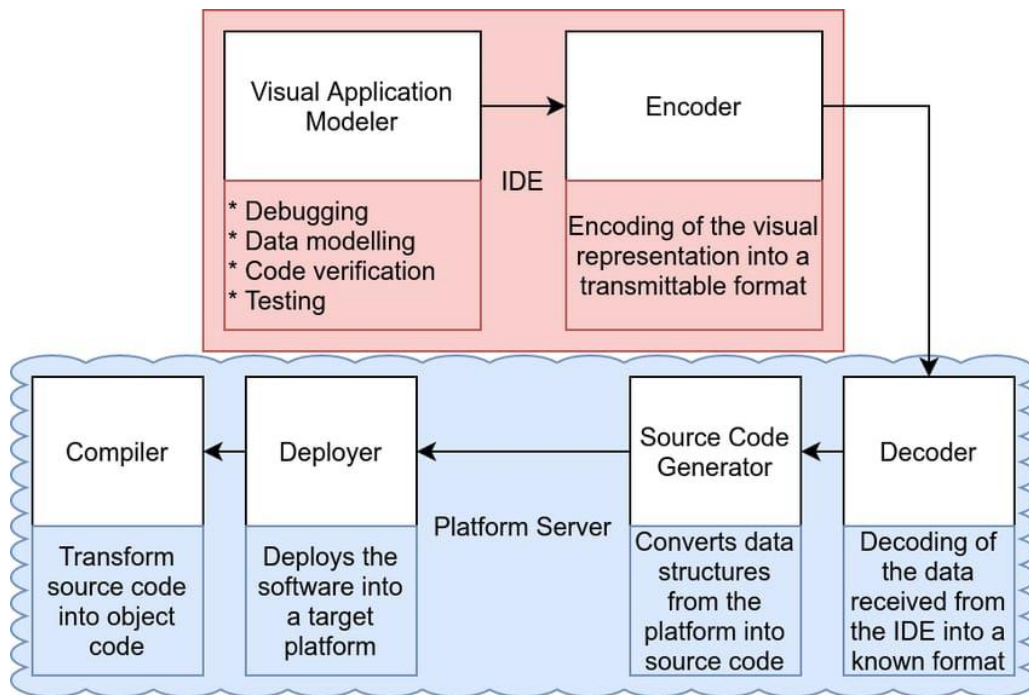 Visual Application
Modeler
Encoder
IDE
* Debugging
* Data modelling
* Code verification
* Testing
Encoding of the visual
representation into a
transmittable format
Compiler
Deployer
Source Code
Generator
Decoder
Platform Server
Transform
source code
into object
code
Deploys the
software into
a target
platform
Converts data
structures
from the
platform into
source code
Decoding of
the data
received from
the IDE into a
known format